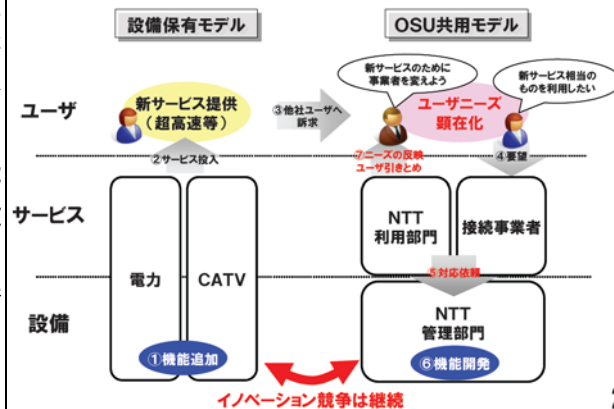 設備保有モデル
OSU共用モデル
新サービスのために
事業者を変えよう
新サービス相当の
ものを利用したい
ユーザ
新サービス提供
(超高速等)
③他社ユーザへ
訴求
ユーザニーズ
顕在化
②サービス投入
⑦ニーズの反映
ユーザ引きとめ
④要望
サービス
電力
CATV
NTT
利用部門
接続事業者
⑤対応依頼
設備
NTT
管理部門
①機能追加
⑥機能開発
イノベーション競争は継続